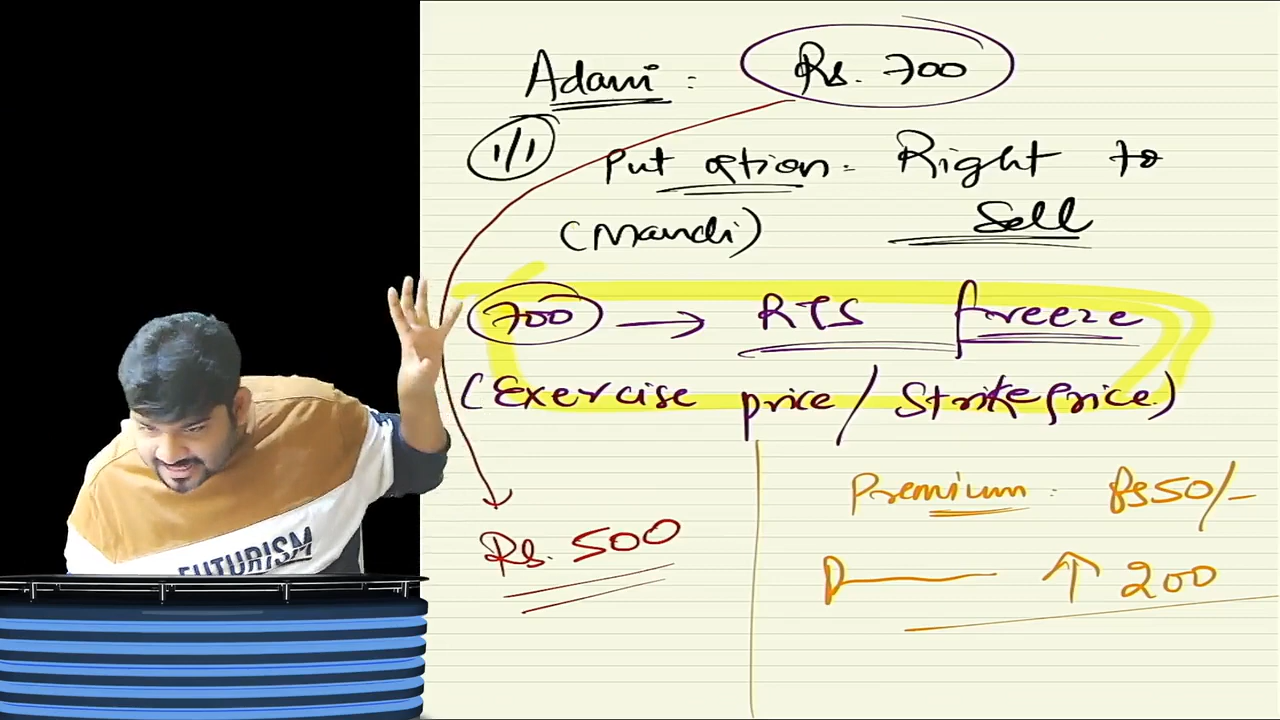 Adani : Rs. 700
1/1 Put option = Right to Sell
(Mandi)
700 → RTS freeze
(Exercise price / Strike price)
Premium : Rs 50/-
P ↑ 200
Rs. 500
FUTURISM